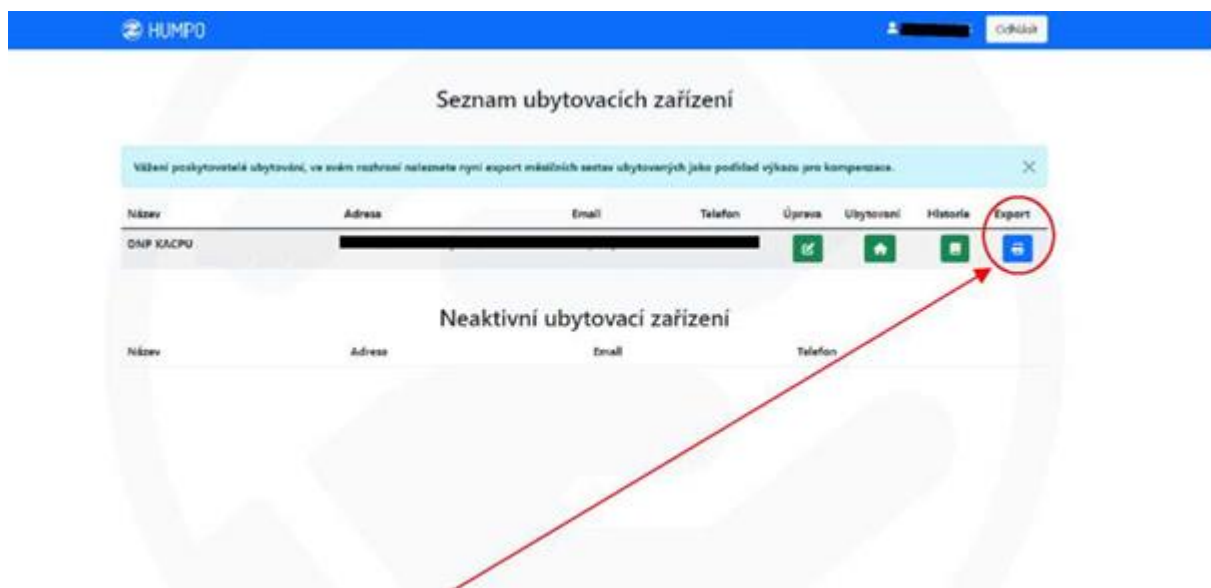 HUMPO
Odhlásit
Seznam ubytovacích zařízení
Vážení poskytovatelé ubytování, ve svém rozhraní naleznete nyní export měsíčních sestav ubytovaných jako podklad výkazu pro kompenzace.
Název Adresa Email Telefon Úprava Ubytovaní Historie Export
DNP KACPU
Neaktivní ubytovací zařízení
Název Adresa Email Telefon